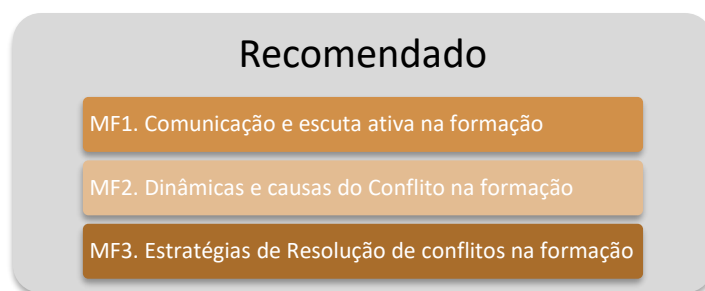 Recomendado
MF1. Comunicação e escuta ativa na formação
MF2. Dinâmicas e causas do Conflito na formação
MF3. Estratégias de Resolução de conflitos na formação